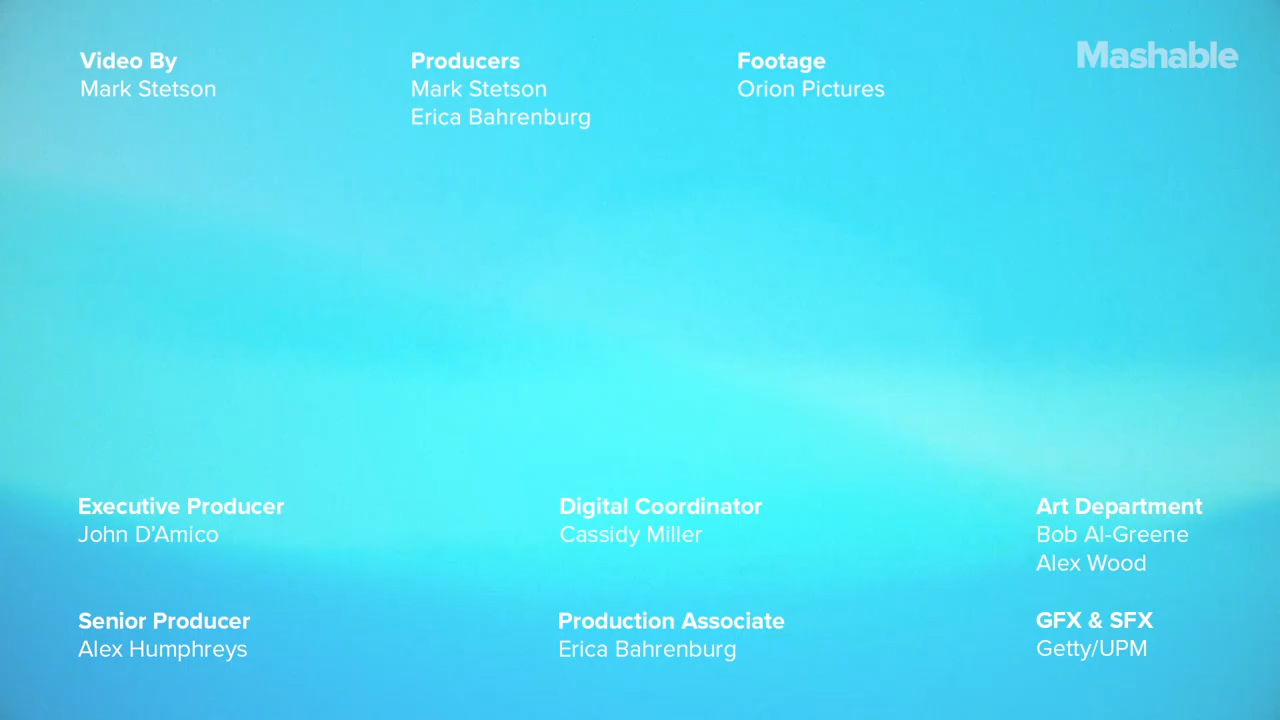 Video By
Mark Stetson
Producers
Mark Stetson
Erica Bahrenburg
Footage
Orion Pictures
Mashable
Executive Producer
John D’Amico
Digital Coordinator
Cassidy Miller
Art Department
Bob Al-Greene
Alex Wood
Senior Producer
Alex Humphreys
Production Associate
Erica Bahrenburg
GFX & SFX
Getty/UPM